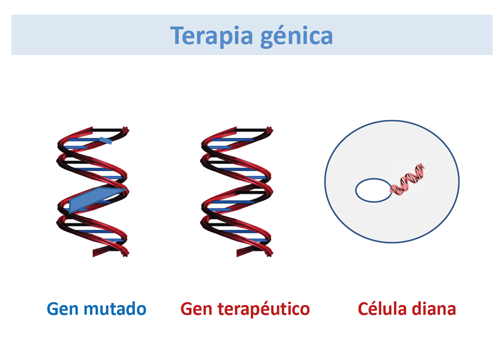 Terapia génica
Gen mutado Gen terapéutico Célula diana